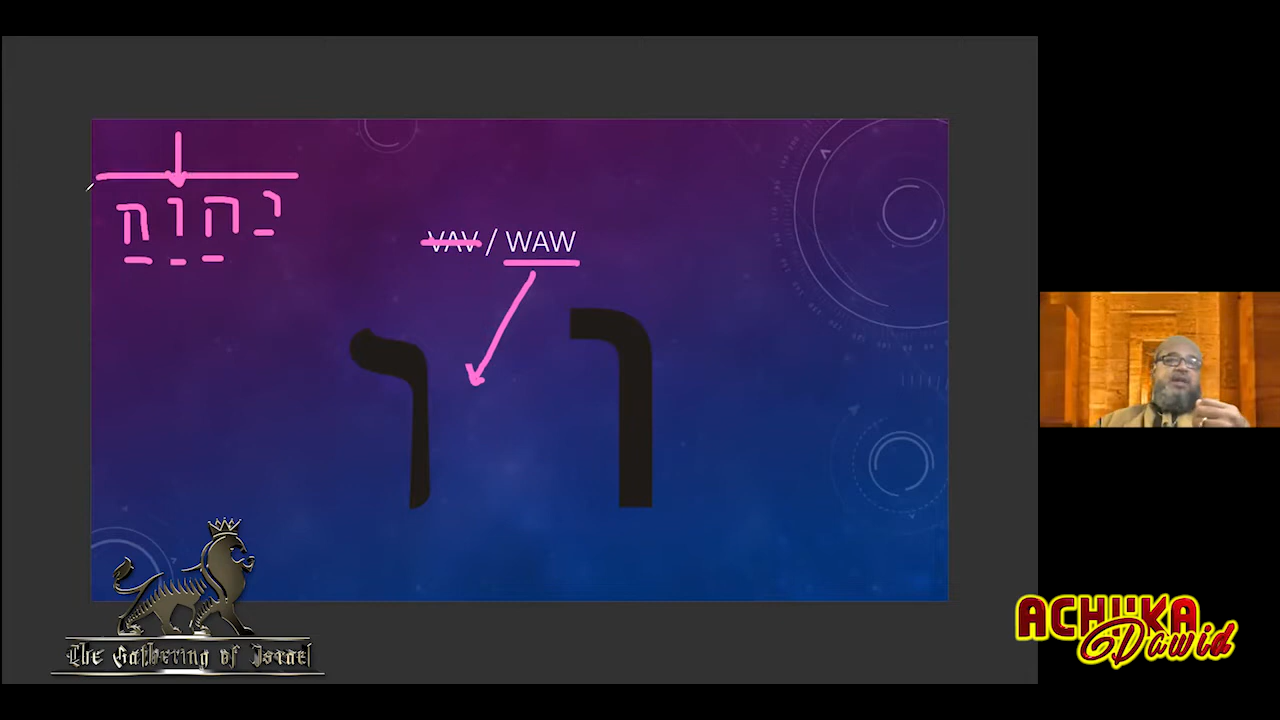 יהוה
VAV / WAW
ו ו
The Gathering of Israel
ACHUKA
Dawid